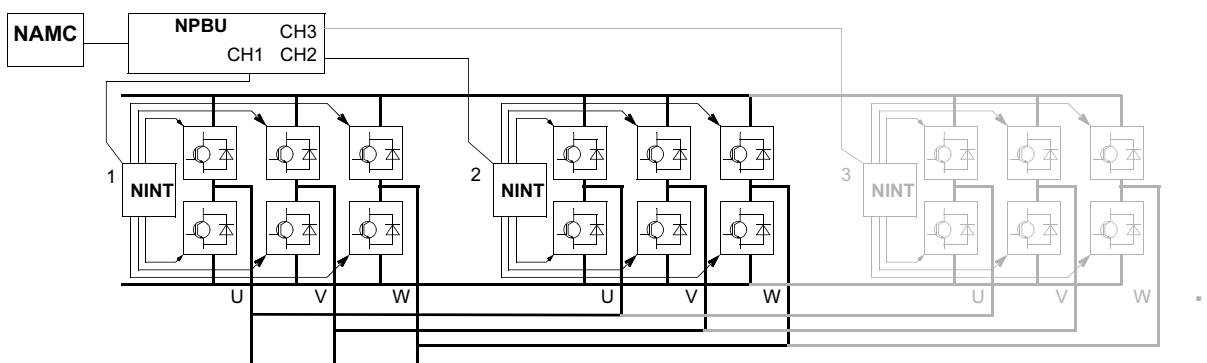 NAMC
NPBU
CH3
CH1 CH2
1
NINT
2
NINT
3
NINT
U V W
U V W
U V W
.